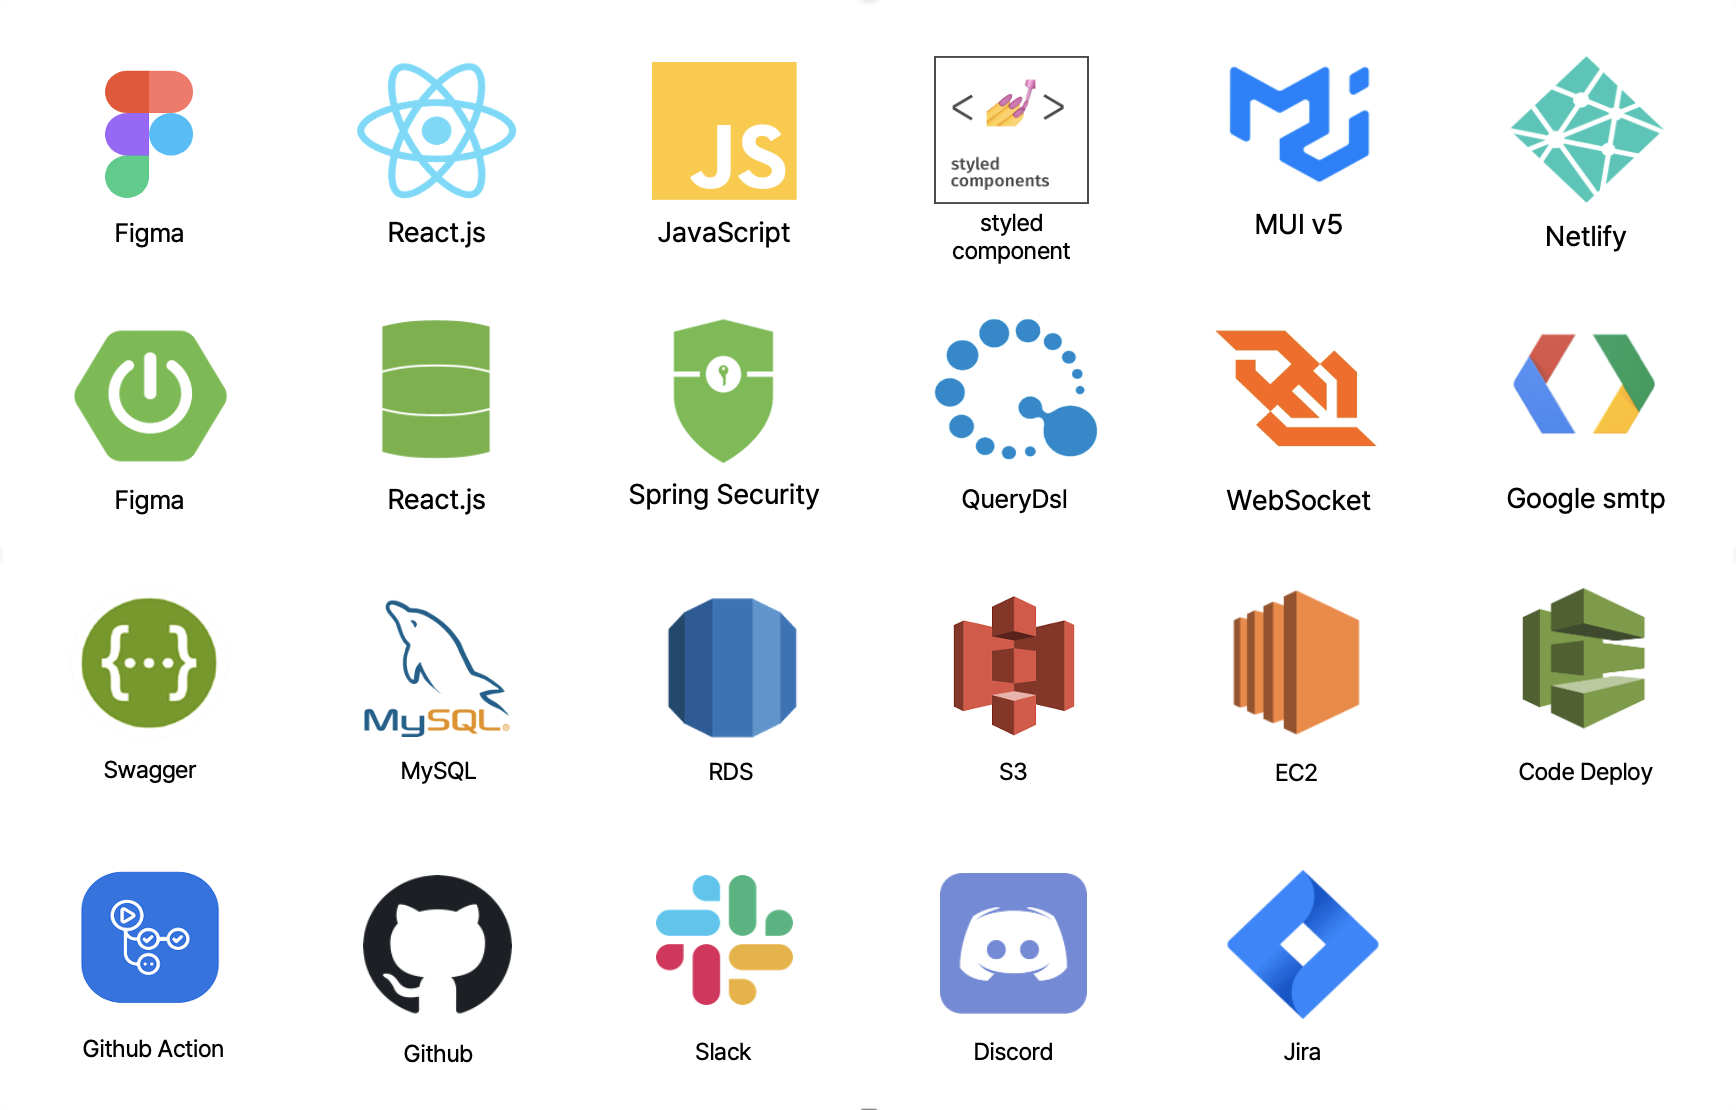 JS
styled
components
Figma
React.js
JavaScript
styled
component
MUI v5
Netlify
Figma
React.js
Spring Security
QueryDsl
WebSocket
Google smtp
MySQL®
Swagger
MySQL
RDS
S3
EC2
Code Deploy
Github Action
Github
Slack
Discord
Jira